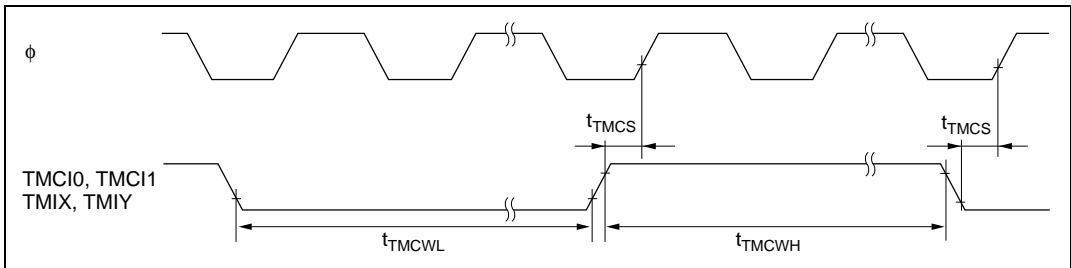 ϕ
tTMCS
tTMCS
TMCI0, TMCI1
TMIX, TMIY
tTMCWL
tTMCWH